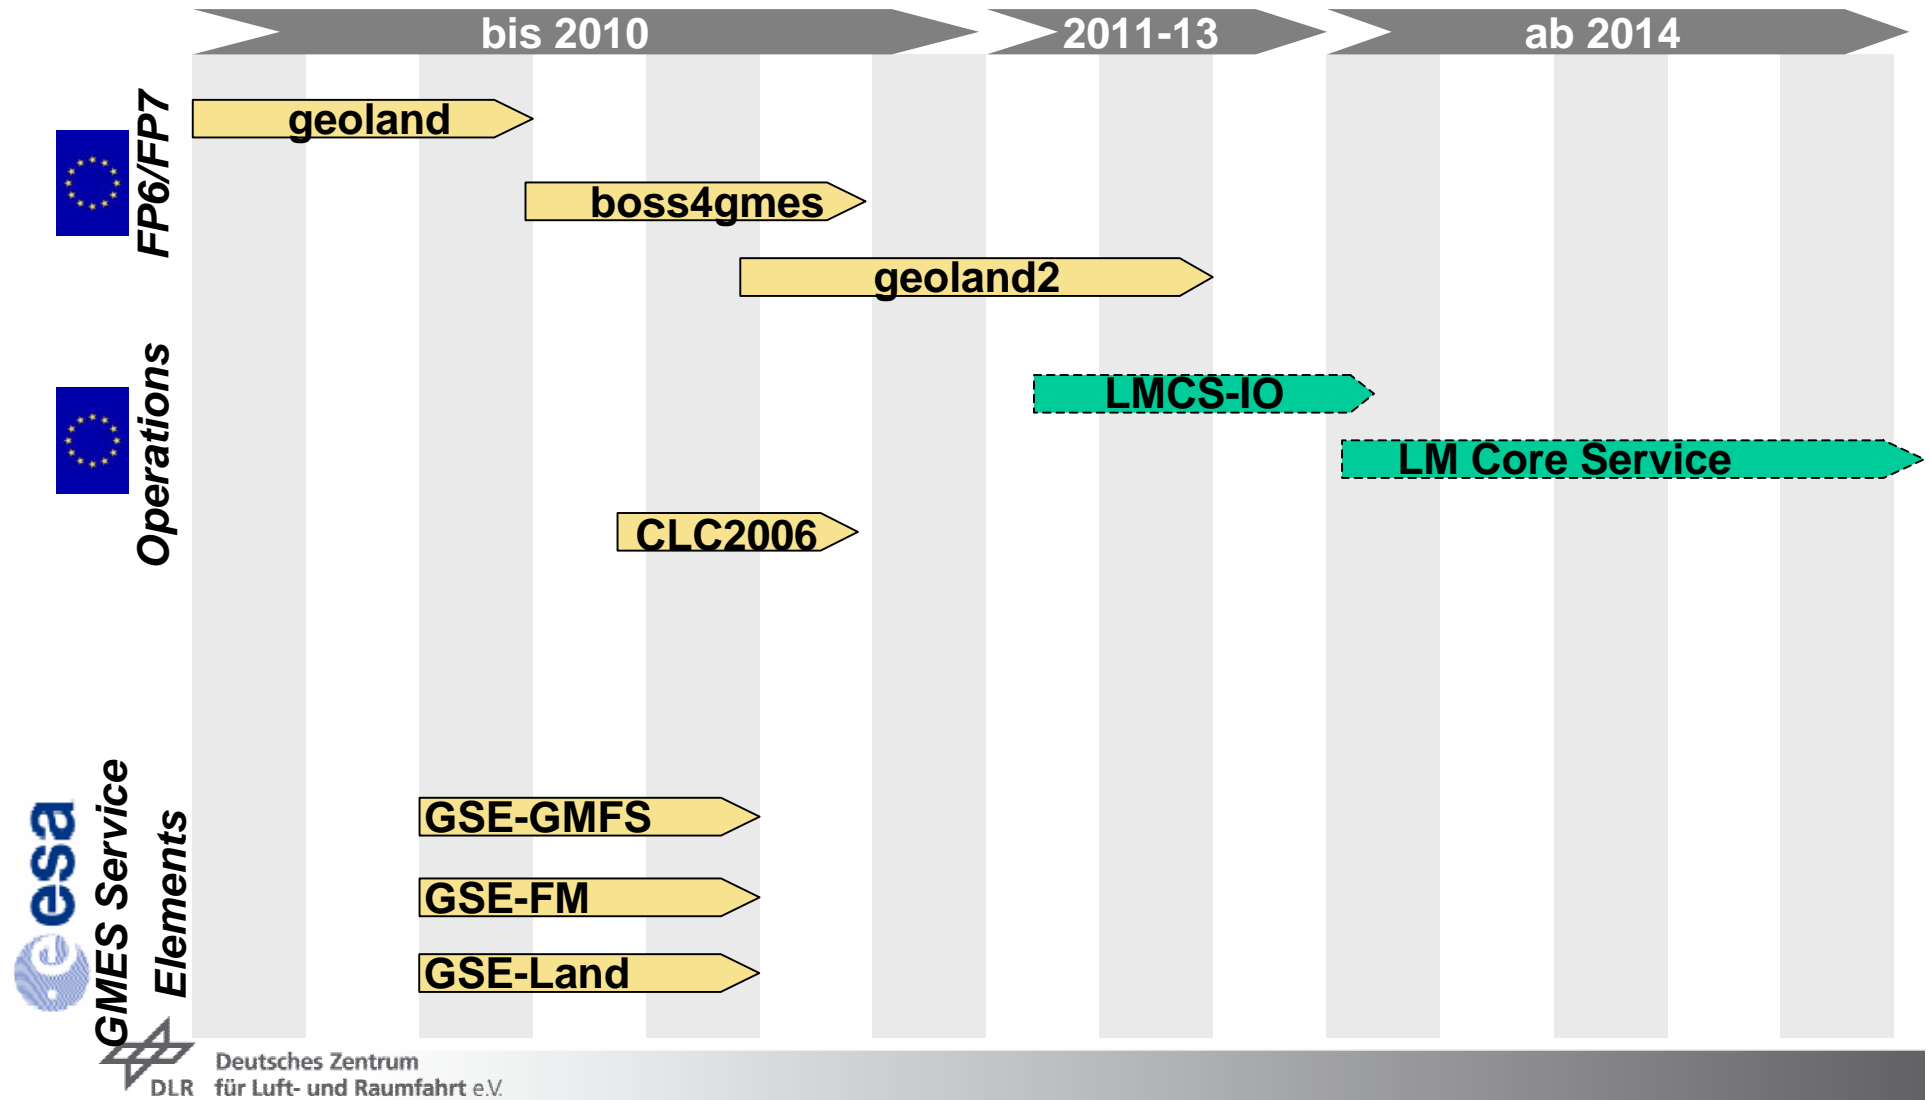 bis 2010
2011-13
ab 2014
FP6/FP7
geoland
boss4gmes
geoland2
Operations
LMCS-IO
LM Core Service
CLC2006
esa
GMES Service
Elements
GSE-GMFS
GSE-FM
GSE-Land
DLR
Deutsches Zentrum
für Luft- und Raumfahrt e.V.